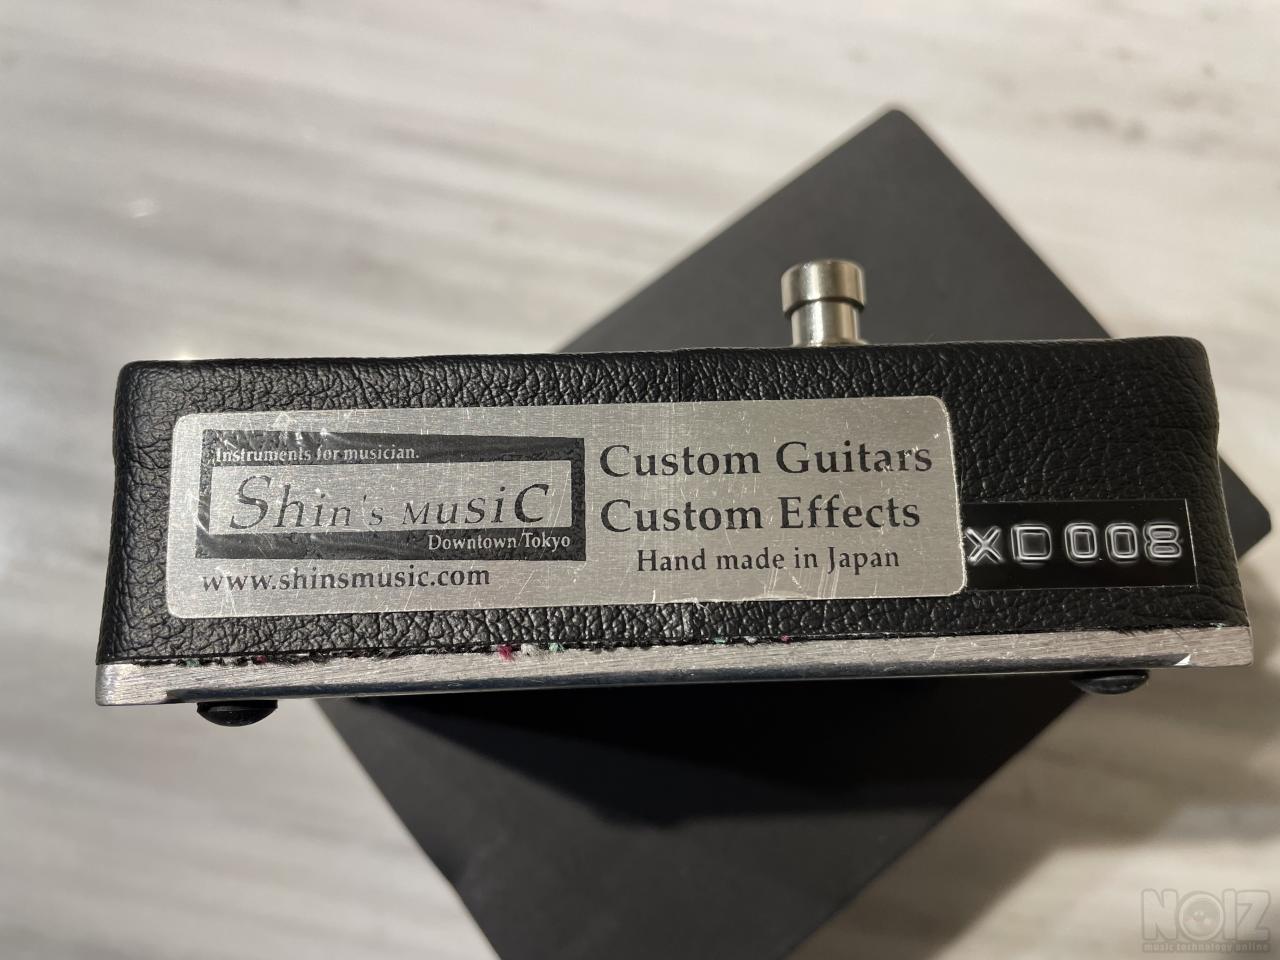 Instruments for musician.
Shin's Music
Downtown/Tokyo
www.shinsmusic.com
Custom Guitars
Custom Effects
Hand made in Japan
XD008
NOIZ
music technology online